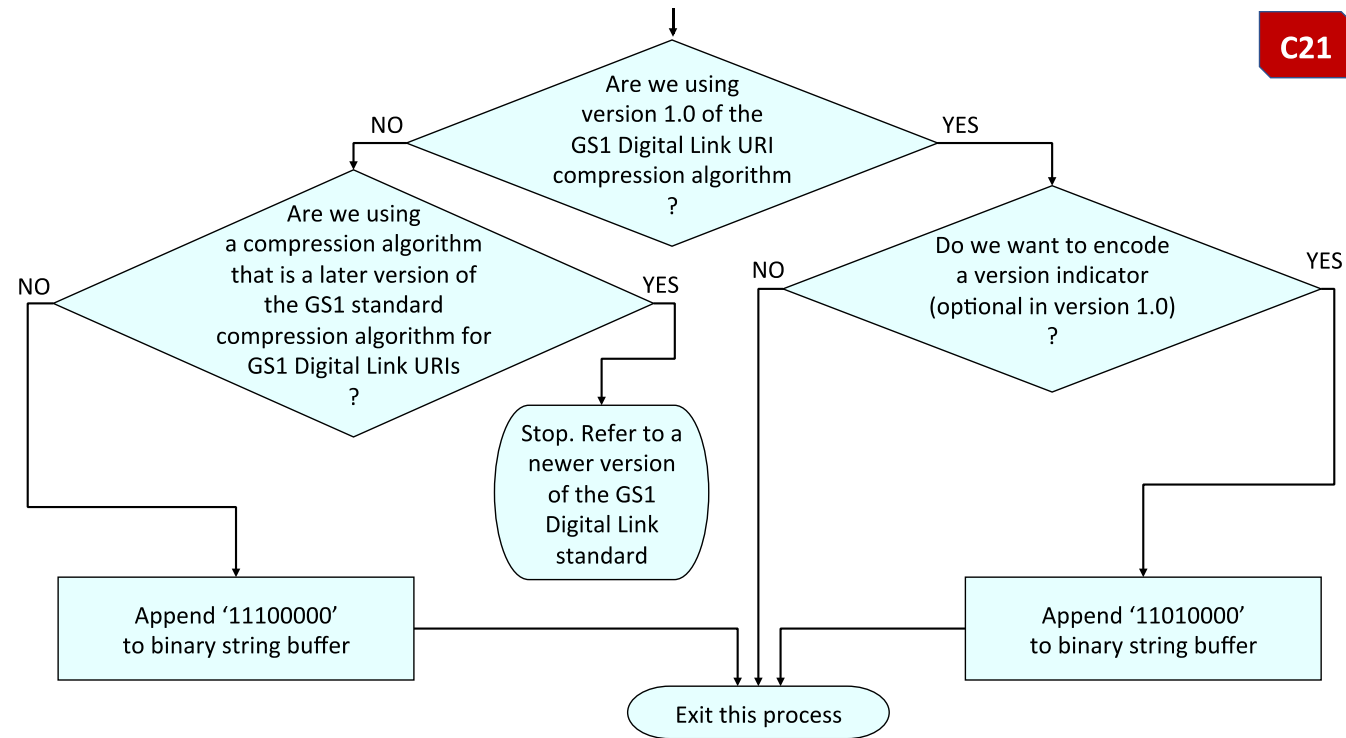 C21
Are we using
version 1.0 of the
GS1 Digital Link URI
compression algorithm
?
NO
YES
Are we using
a compression algorithm
that is a later version of
the GS1 standard
compression algorithm for
GS1 Digital Link URIs
?
NO
YES
Do we want to encode
a version indicator
(optional in version 1.0)
?
NO
YES
Stop. Refer to a
newer version
of the GS1
Digital Link
standard
Append ‘11100000’
to binary string buffer
Append ‘11010000’
to binary string buffer
Exit this process